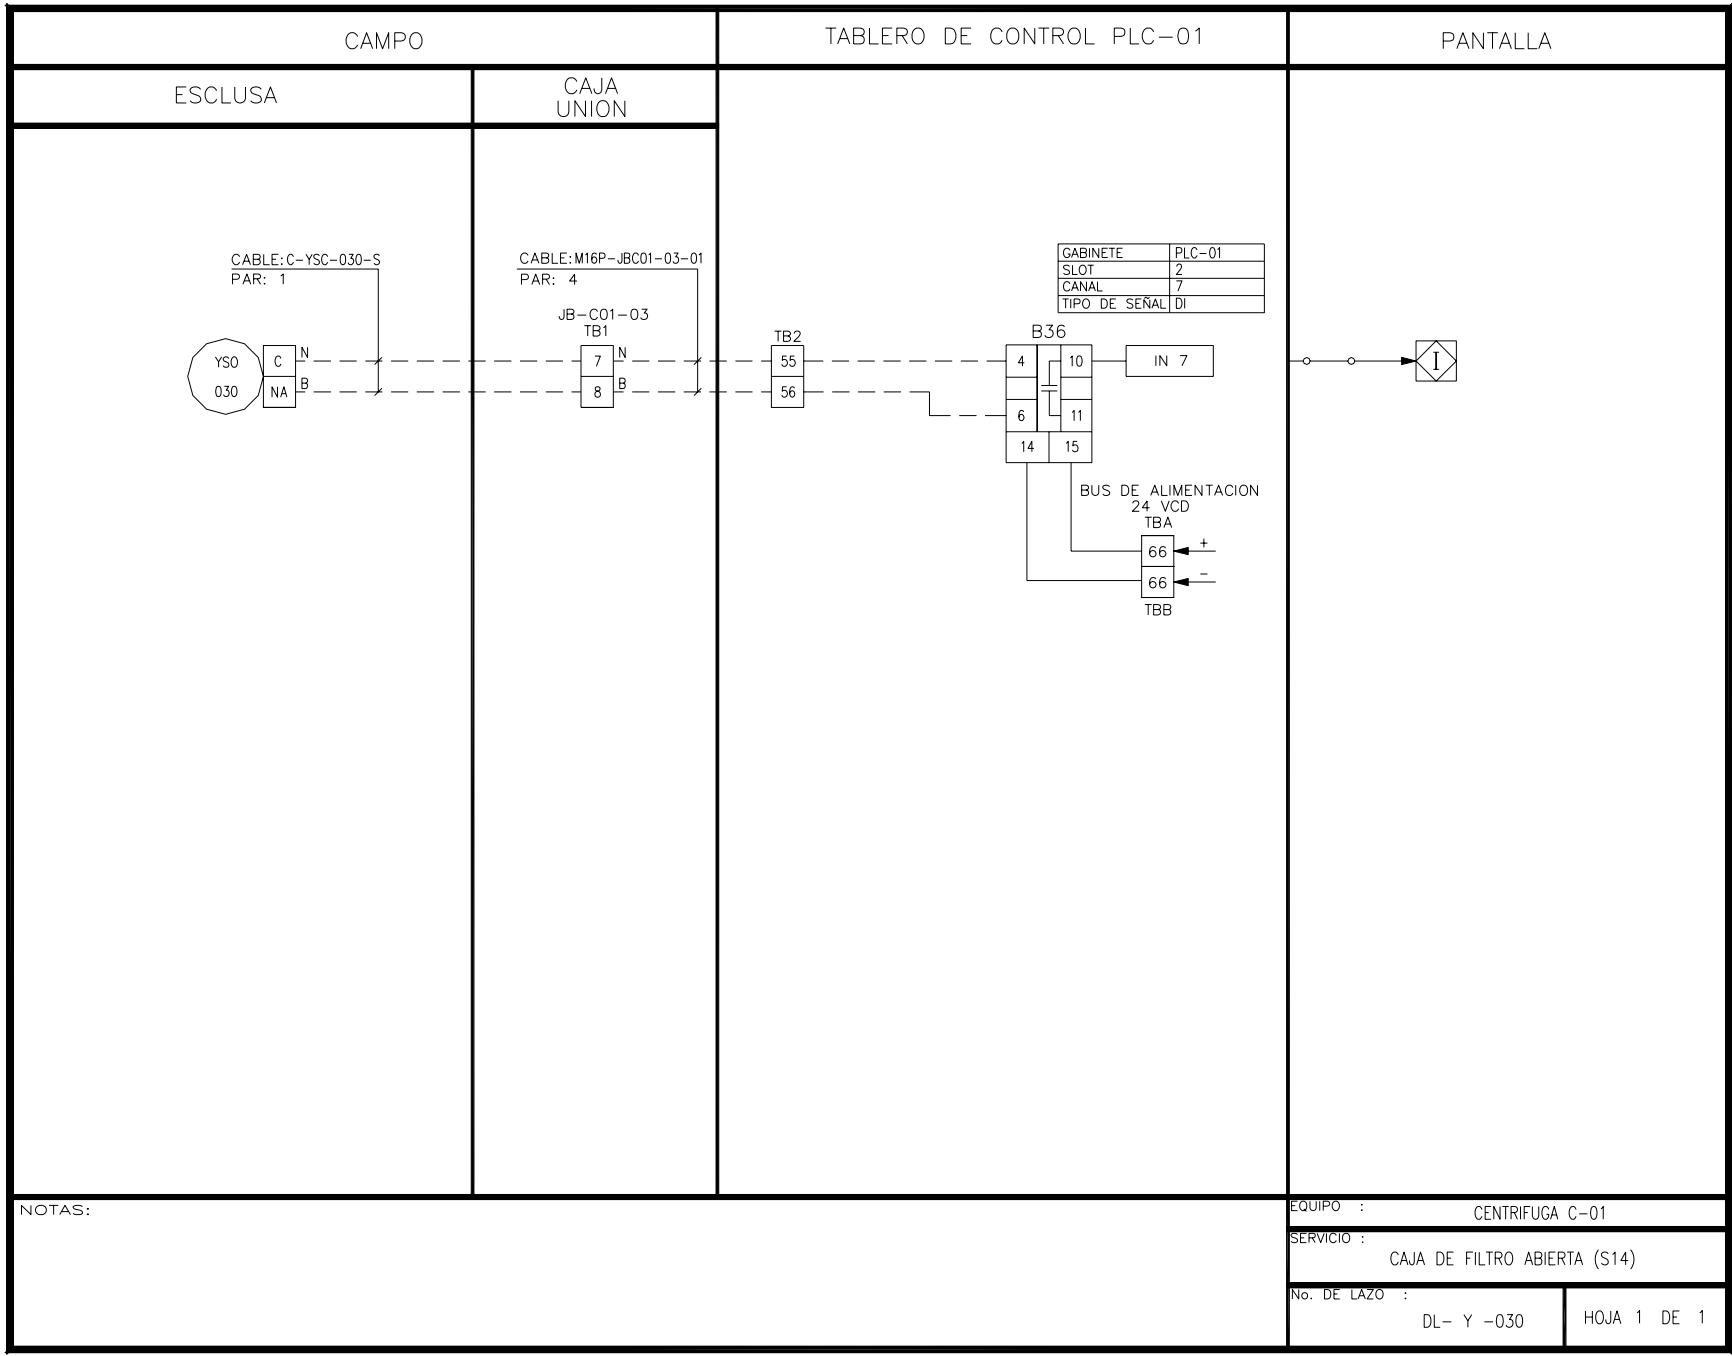 CAMPO
TABLERO DE CONTROL PLC-01
PANTALLA
ESCLUSA
CAJA
UNION
CABLE: C-YSC-030-S
PAR: 1
CABLE: M16P-JBC01-03-01
PAR: 4
GABINETE PLC-01
SLOT 2
CANAL 7
TIPO DE SEÑAL DI
JB-C01-03
TB1
TB2
B36
YSO
030
C N
NA B
7 N
8 B
55
56
4 10
6 11
14 15
IN 7
I
BUS DE ALIMENTACION
24 VCD
TBA
66 +
66 -
TBB
NOTAS:
EQUIPO : CENTRIFUGA C-01
SERVICIO :
CAJA DE FILTRO ABIERTA (S14)
No. DE LAZO :
DL- Y -030
HOJA 1 DE 1